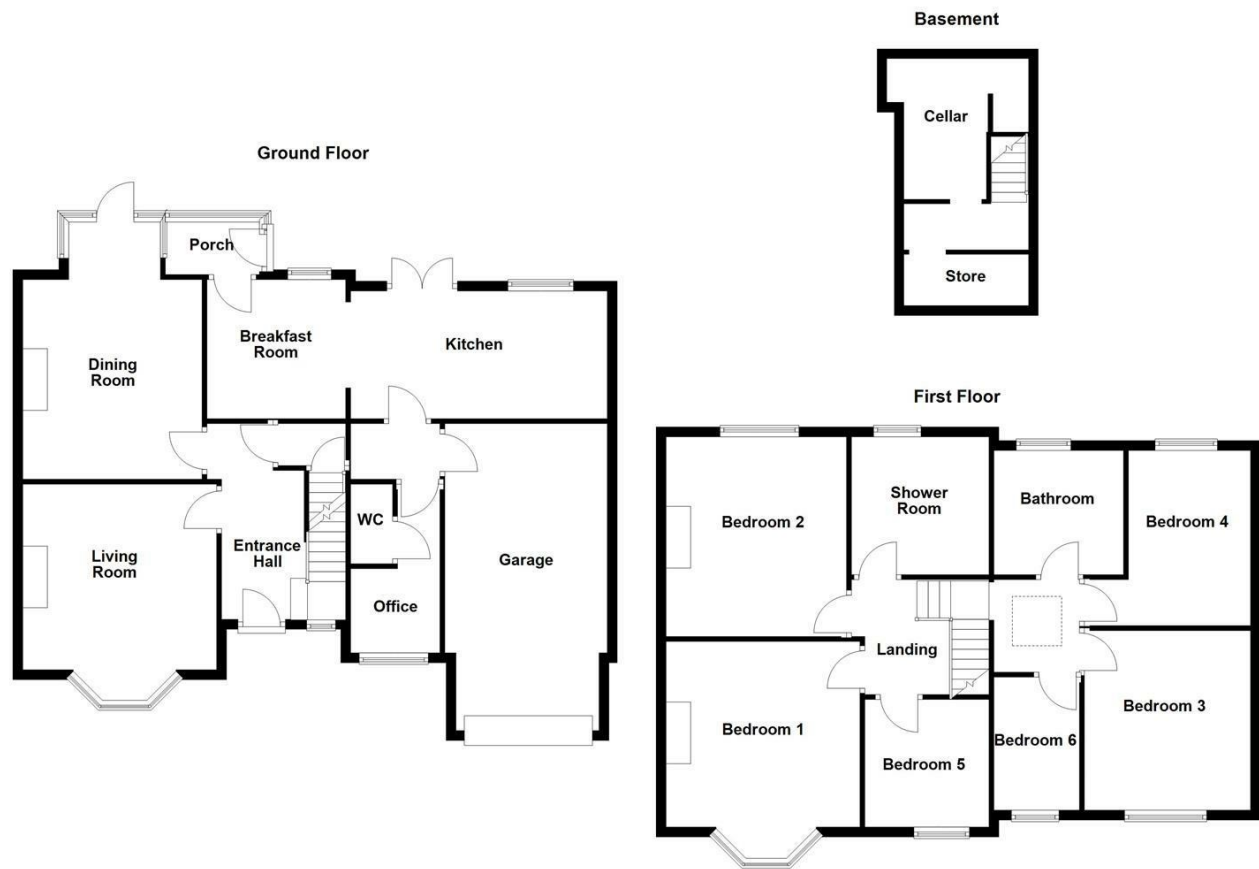 Basement
Cellar
Store
Ground Floor
Porch
Breakfast
Room
Kitchen
Dining
Room
WC
Living
Room
Entrance
Hall
Garage
Office
First Floor
Bedroom 2
Shower
Room
Bathroom
Bedroom 4
Landing
Bedroom 1
Bedroom 5
Bedroom 6
Bedroom 3